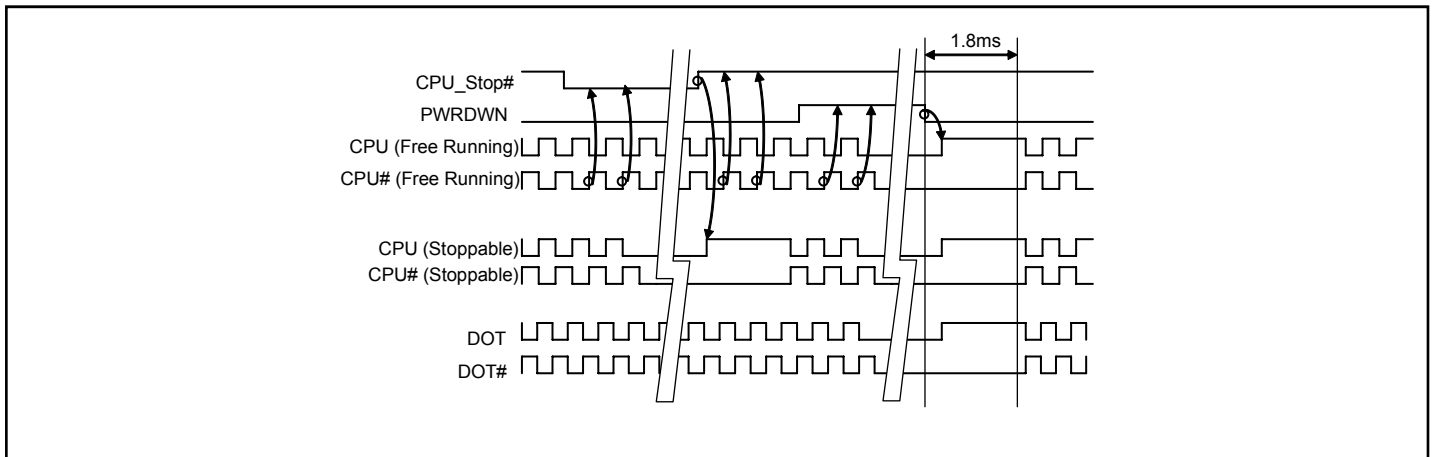 1.8ms
CPU_Stop#
PWRDWN
CPU (Free Running)
CPU# (Free Running)
CPU (Stoppable)
CPU# (Stoppable)
DOT
DOT#